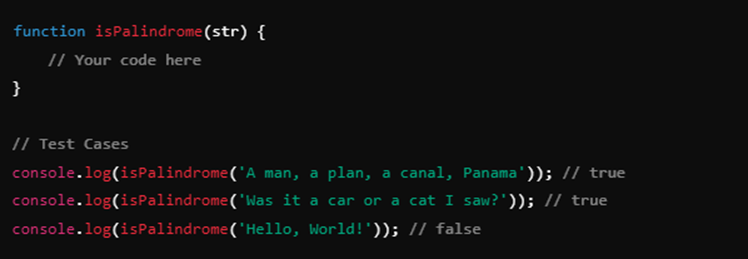 function isPalindrome(str) {
    // Your code here
}
// Test Cases
console.log(isPalindrome('A man, a plan, a canal, Panama')); // true
console.log(isPalindrome('Was it a car or a cat I saw?')); // true
console.log(isPalindrome('Hello, World!')); // false